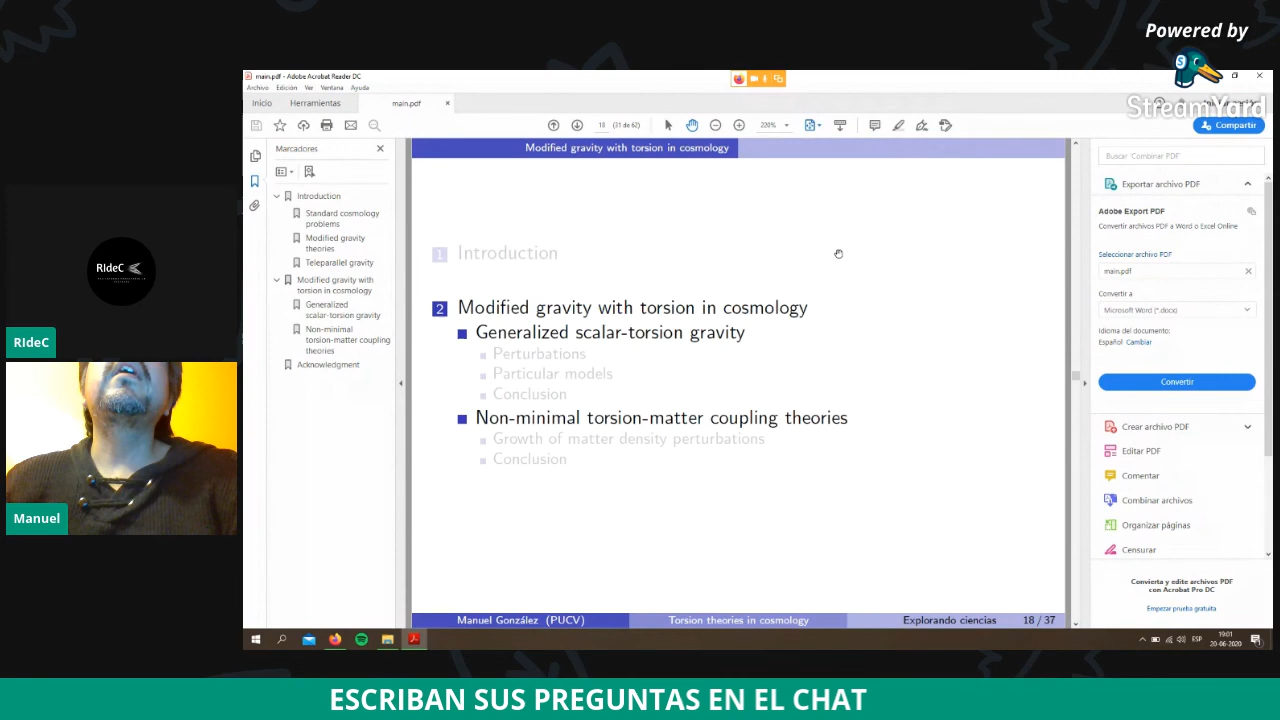 Powered by
StreamYard
main.pdf - Adobe Acrobat Reader DC
Archivo Edición Ver Ventana Ayuda
Inicio Herramientas main.pdf
18 (31 de 62)
220%
Compartir
Marcadores
Introduction
Standard cosmology
problems
Modified gravity
theories
Teleparallel gravity
Modified gravity with
torsion in cosmology
Generalized
scalar-torsion gravity
Non-minimal
torsion-matter coupling
theories
Acknowledgment
Modified gravity with torsion in cosmology
1 Introduction
2 Modified gravity with torsion in cosmology
Generalized scalar-torsion gravity
Perturbations
Particular models
Conclusion
Non-minimal torsion-matter coupling theories
Growth of matter density perturbations
Conclusion
Manuel González (PUCV) Torsion theories in cosmology Explorando ciencias 18 / 37
Buscar 'Combinar PDF'
Exportar archivo PDF
Adobe Export PDF
Convertir archivos PDF a Word o Excel Online
Seleccionar archivo PDF
main.pdf
Convertir a
Microsoft Word (*.docx)
Idioma del documento:
Español Cambiar
Convertir
Crear archivo PDF
Editar PDF
Comentar
Combinar archivos
Organizar páginas
Censurar
Convierta y edite archivos PDF
con Acrobat Pro DC
Empezar prueba gratuita
ESP
19:01
20-06-2020
RIdeC
RIdeC
Manuel
ESCRIBAN SUS PREGUNTAS EN EL CHAT